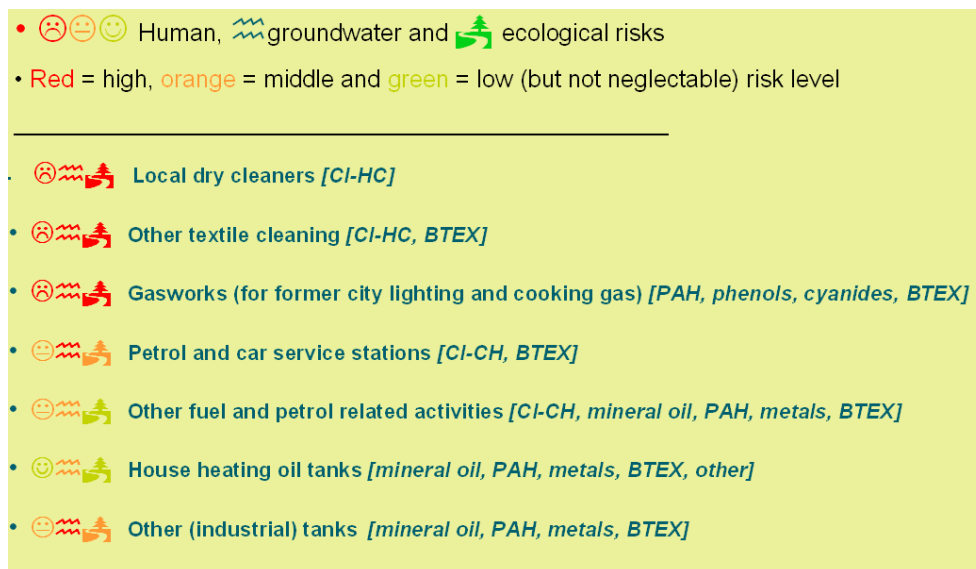 • Human, groundwater and ecological risks
• Red = high, orange = middle and green = low (but not neglectable) risk level
• Local dry cleaners [Cl-HC]
• Other textile cleaning [Cl-HC, BTEX]
• Gasworks (for former city lighting and cooking gas) [PAH, phenols, cyanides, BTEX]
• Petrol and car service stations [Cl-CH, BTEX]
• Other fuel and petrol related activities [Cl-CH, mineral oil, PAH, metals, BTEX]
• House heating oil tanks [mineral oil, PAH, metals, BTEX, other]
• Other (industrial) tanks [mineral oil, PAH, metals, BTEX]